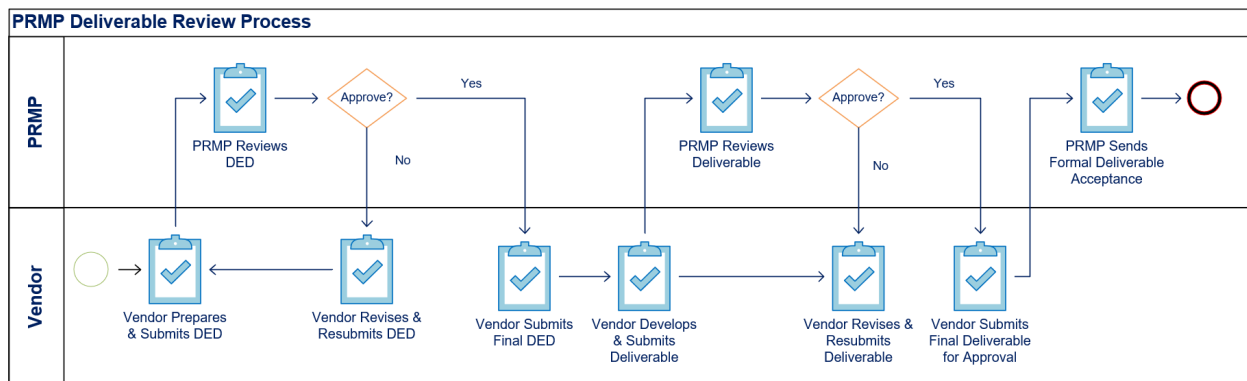 PRMP Deliverable Review Process
PRMP
PRMP Reviews
DED
Approve?
Yes
No
PRMP Reviews
Deliverable
Approve?
Yes
No
PRMP Sends
Formal Deliverable
Acceptance
Vendor
Vendor Prepares
& Submits DED
Vendor Revises &
Resubmits DED
Vendor Submits
Final DED
Vendor Develops
& Submits
Deliverable
Vendor Revises &
Resubmits
Deliverable
Vendor Submits
Final Deliverable
for Approval